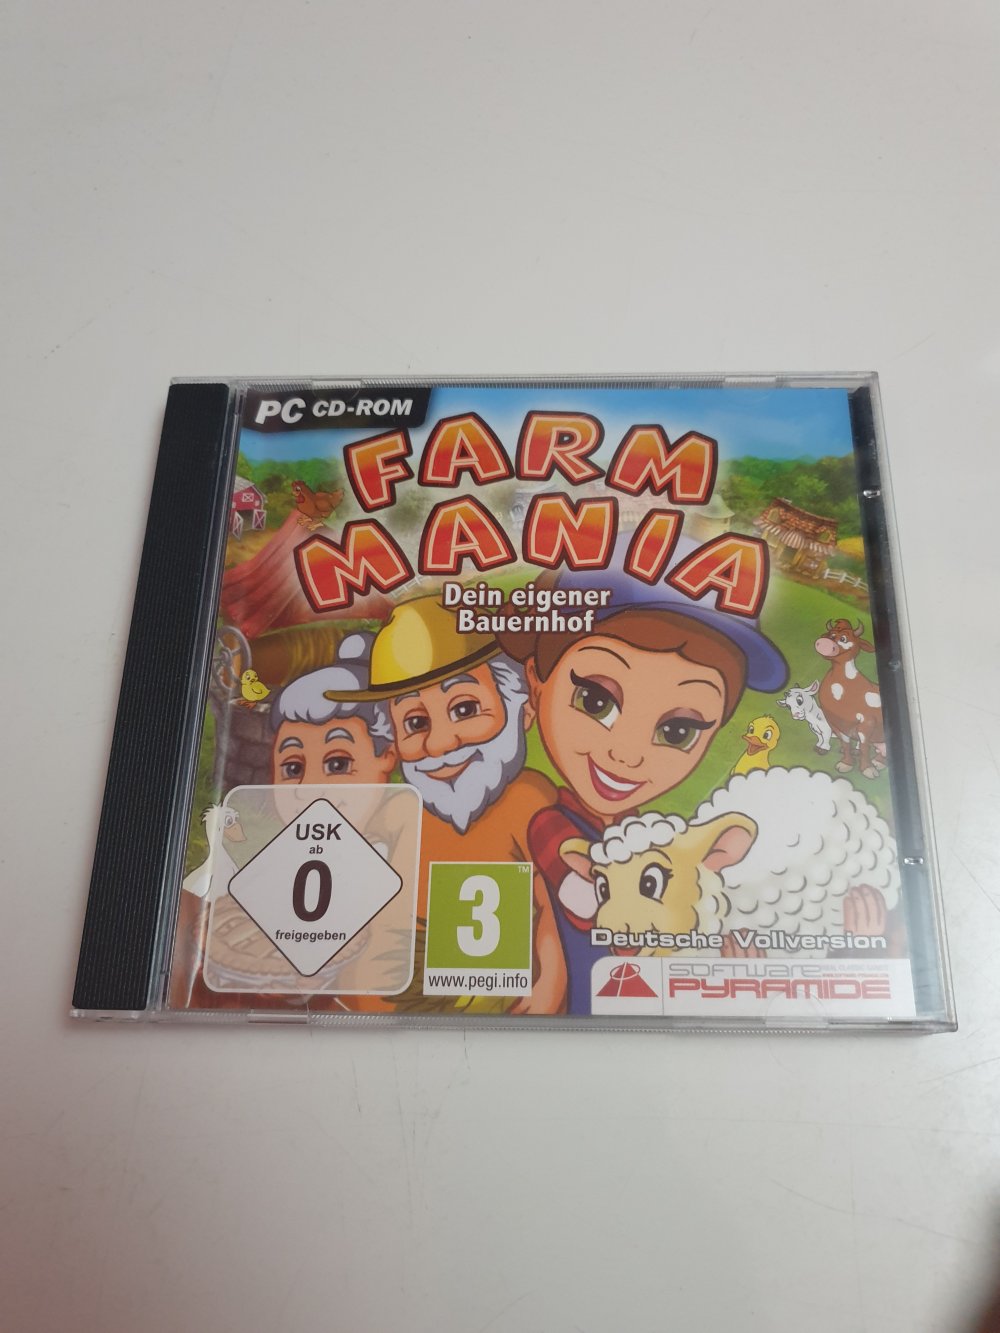 PC CD-ROM
FARM
MANIA
Dein eigener
Bauernhof
USK
ab
0
freigegeben
3
TM
www.pegi.info
Deutsche Vollversion
SOFTWARE
PYRAMIDE